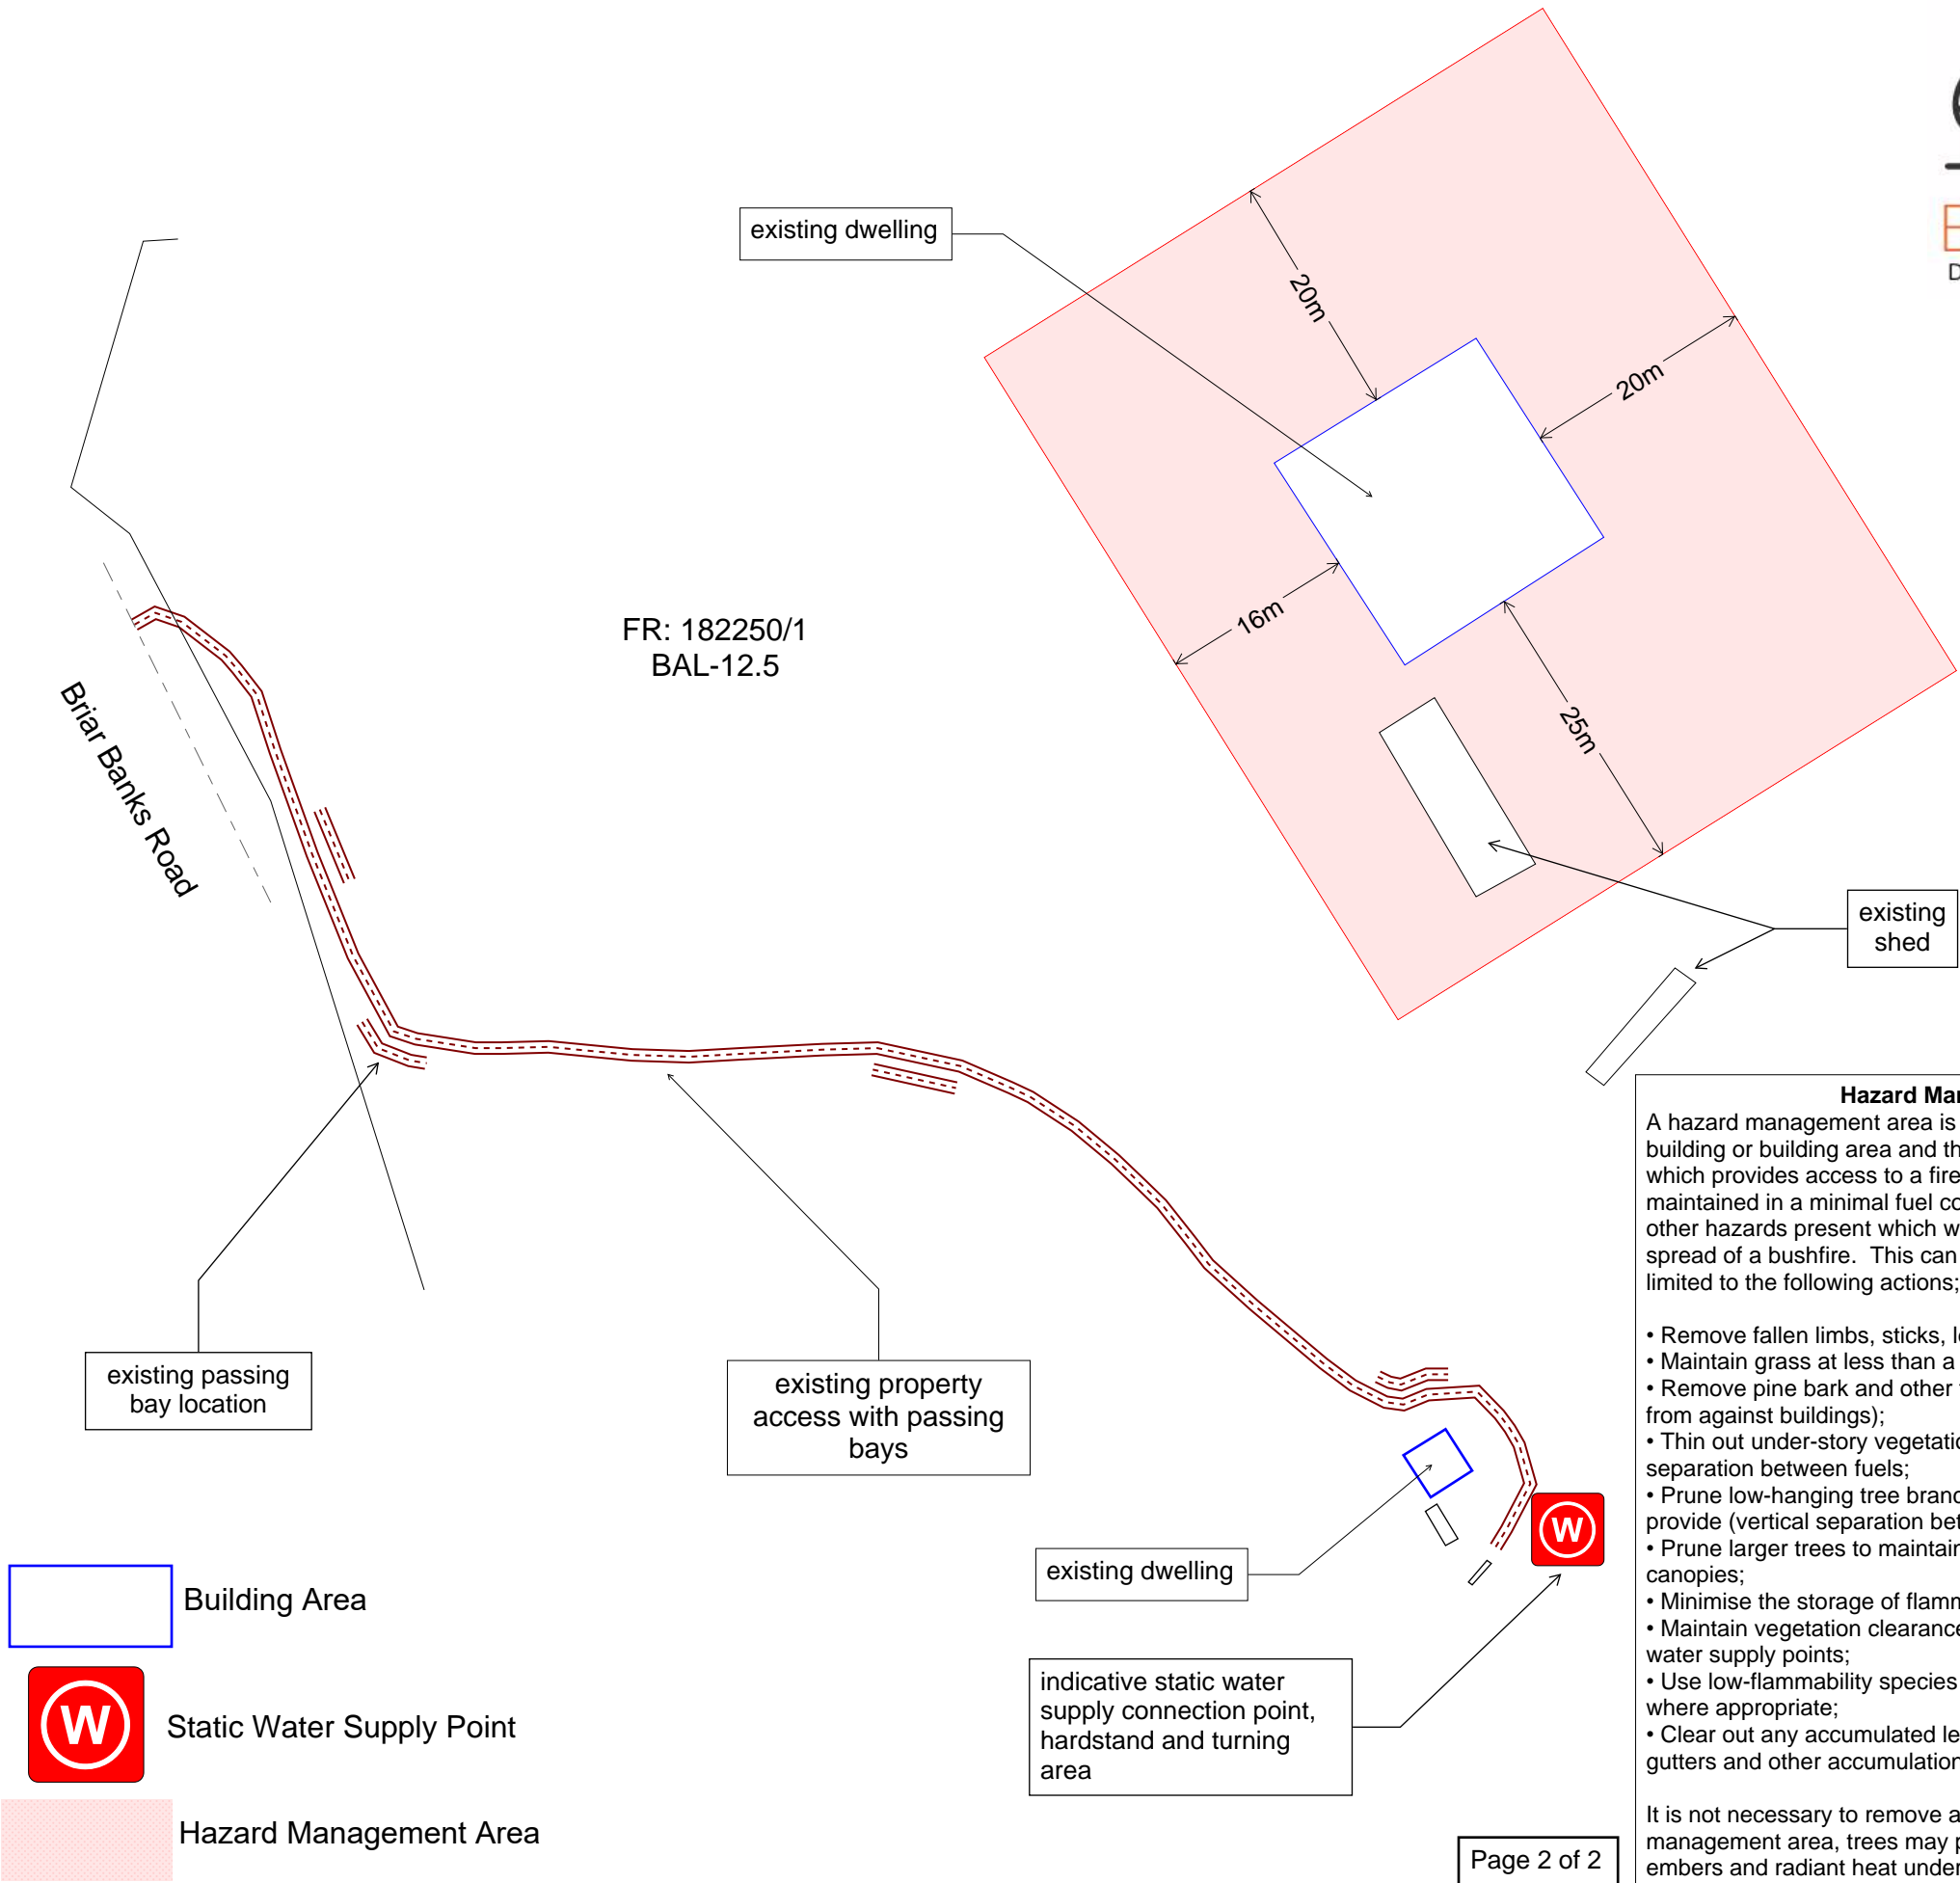 existing dwelling
20m
20m
16m
25m
FR: 182250/1
BAL-12.5
Briar Banks Road
existing
shed
existing passing
bay location
existing property
access with passing
bays
existing dwelling
W
indicative static water
supply connection point,
hardstand and turning
area
Building Area
W
Static Water Supply Point
Hazard Management Area
Page 2 of 2
Hazard
A hazard management area is
building or building area and
which provides access to a fire
maintained in a minimal fuel
other hazards present which
spread of a bushfire. This can
limited to the following actions;
• Remove fallen limbs, sticks,
• Maintain grass at less than a
• Remove pine bark and other
from against buildings);
• Thin out under-story
separation between fuels;
• Prune low-hanging tree
provide (vertical separation
• Prune larger trees to maintain
canopies;
• Minimise the storage of
• Maintain vegetation clearance
water supply points;
• Use low-flammability species
where appropriate;
• Clear out any accumulated
gutters and other accumulation
It is not necessary to remove
management area, trees may
embers and radiant heat under